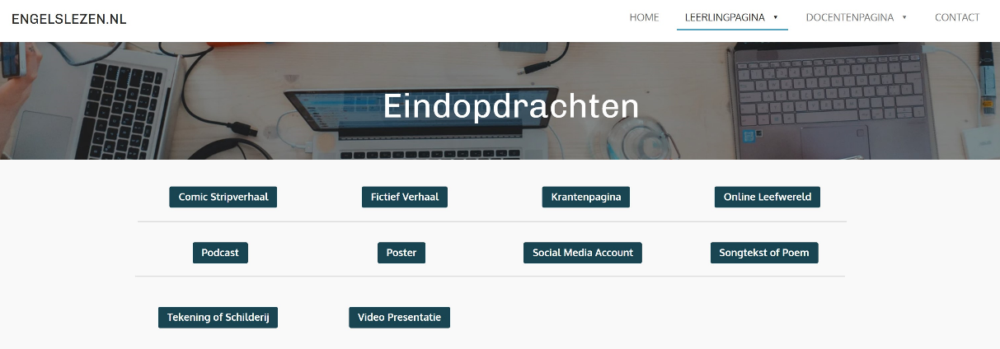 ENGELSLEZEN.NL
HOME LEERLINGPAGINA ▼ DOCENTENPAGINA ▼ CONTACT
Eindopdrachten
Comic Stripverhaal Fictief Verhaal Krantenpagina Online Leefwereld
Podcast Poster Social Media Account Songtekst of Poem
Tekening of Schilderij Video Presentatie